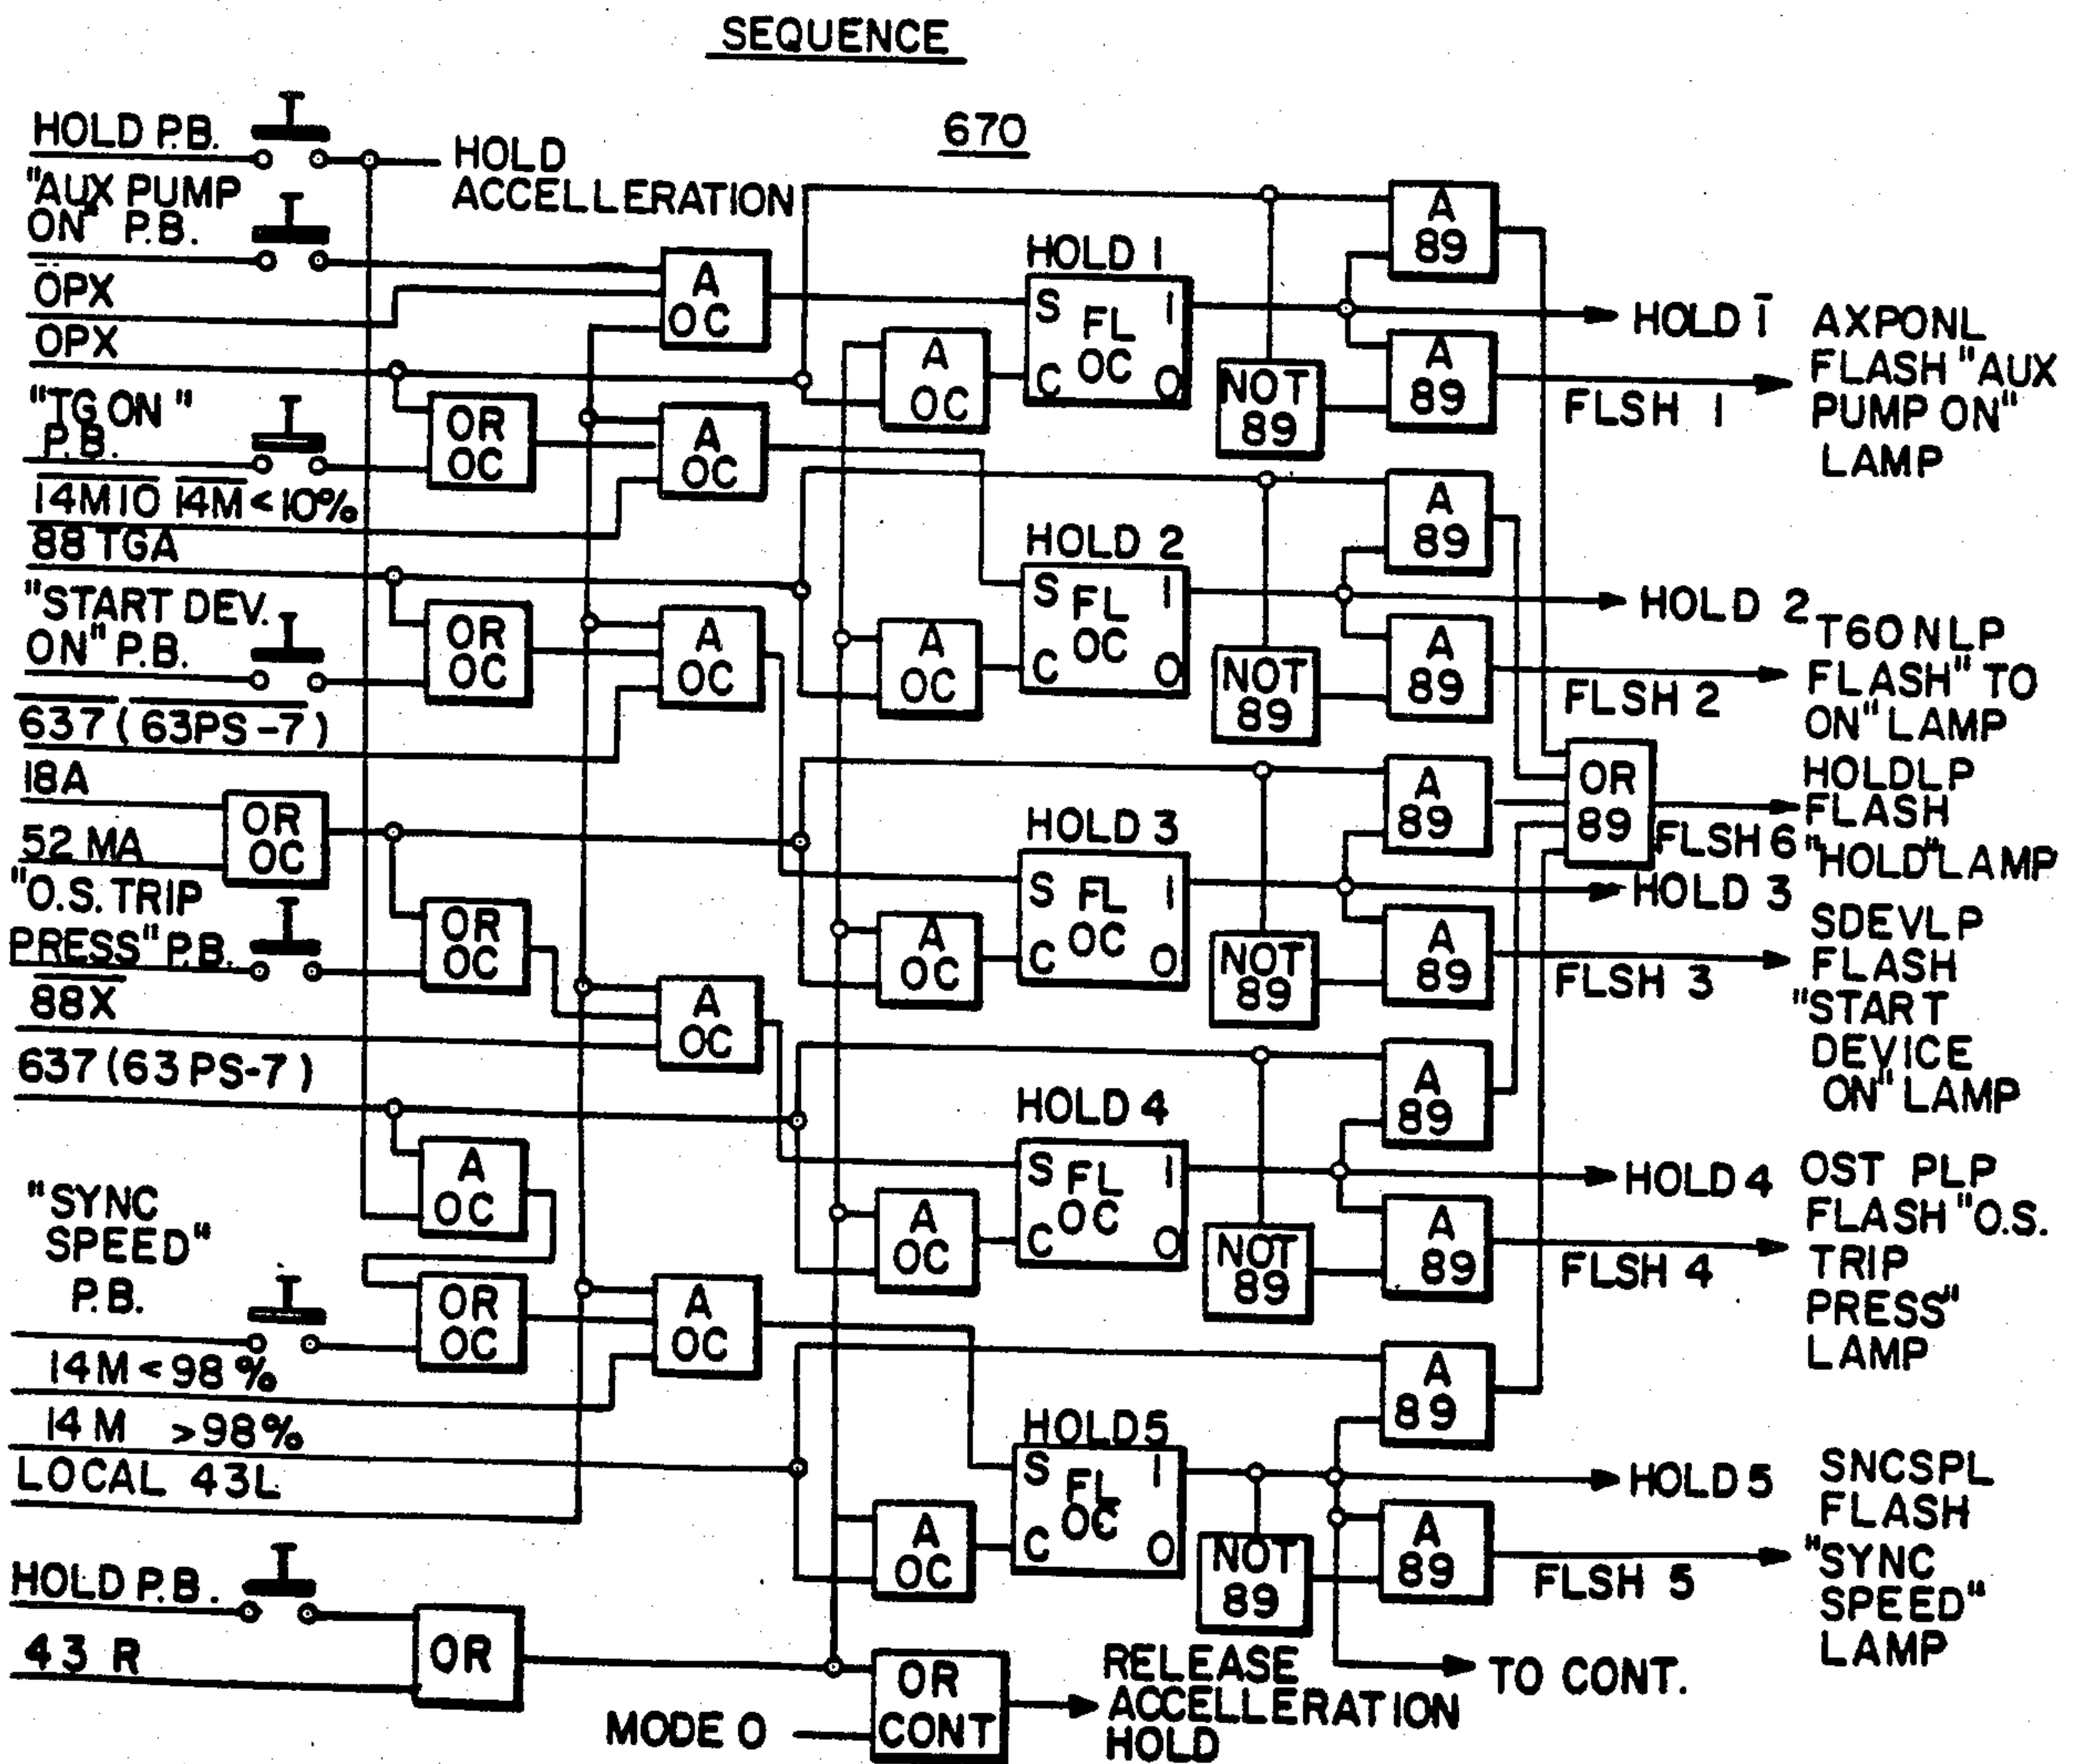 SEQUENCE
670
HOLD P.B.
HOLD
ACCELLERATION
"AUX PUMP
ON" P.B.
OPX
OPX
"TG ON"
P.B.
14M10 14M < 10%
88 TGA
"START DEV.
ON" P.B.
637 (63PS-7)
18A
52 MA
"O.S. TRIP
PRESS" P.B.
88X
637 (63 PS-7)
"SYNC
SPEED"
P.B.
14M < 98%
14 M >98%
LOCAL 43L
HOLD P.B.
43 R
OR
OC
OR
OC
OR
OC
OR
OC
A
OC
OR
OC
OR
A
OC
A
OC
A
OC
A
OC
A
OC
A
OC
A
OC
A
OC
A
OC
A
OC
MODE O
OR
CONT
RELEASE
ACCELLERATION
HOLD
HOLD 1
S FL 1
OC
C O
HOLD 2
S FL 1
OC
C O
HOLD 3
S FL 1
OC
C O
HOLD 4
S FL 1
OC
C O
HOLD 5
S FL 1
OC
C O
NOT
89
NOT
89
NOT
89
NOT
89
NOT
89
A
89
A
89
A
89
A
89
A
89
A
89
A
89
A
89
A
89
A
89
OR
89
HOLD 1
FLSH 1
AXPONL
FLASH "AUX
PUMP ON"
LAMP
HOLD 2
FLSH 2
T6ONLP
FLASH" TO
ON" LAMP
FLSH 6
HOLDLP
FLASH
"HOLD" LAMP
HOLD 3
FLSH 3
SDEVLP
FLASH
"START
DEVICE
ON" LAMP
HOLD 4
FLSH 4
OST PLP
FLASH "O.S.
TRIP
PRESS"
LAMP
HOLD 5
FLSH 5
SNCSPL
FLASH
"SYNC
SPEED"
LAMP
TO CONT.